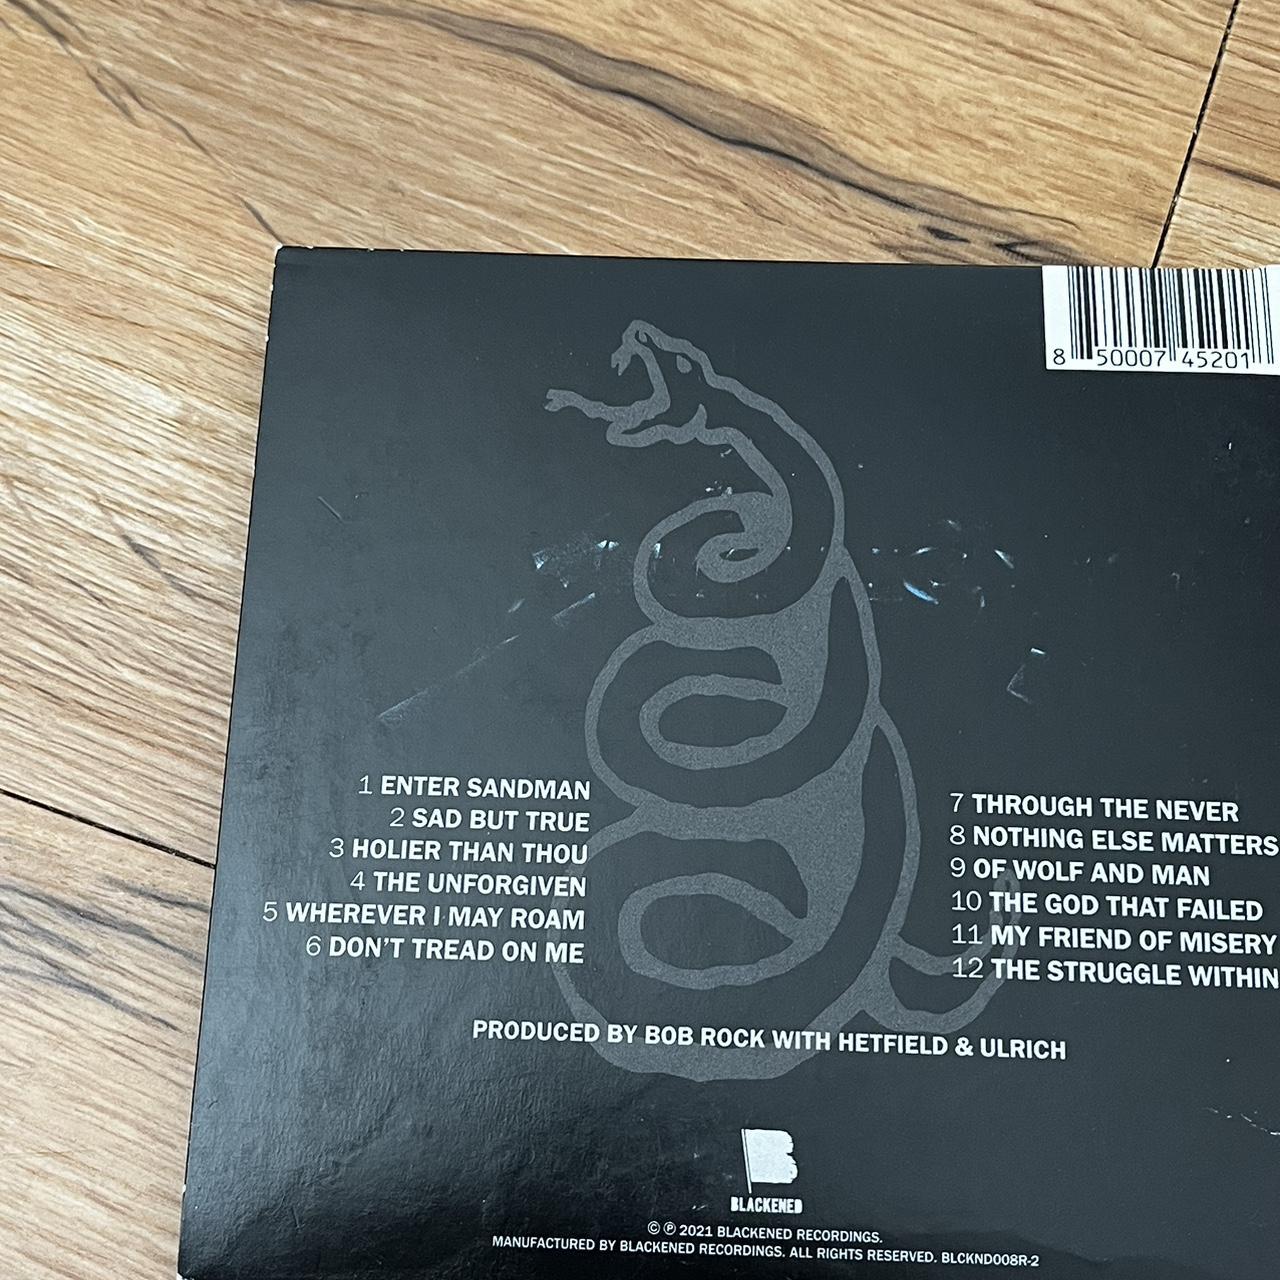 8 50007 45201
1 ENTER SANDMAN
2 SAD BUT TRUE
3 HOLIER THAN THOU
4 THE UNFORGIVEN
5 WHEREVER I MAY ROAM
6 DON'T TREAD ON ME
7 THROUGH THE NEVER
8 NOTHING ELSE MATTERS
9 OF WOLF AND MAN
10 THE GOD THAT FAILED
11 MY FRIEND OF MISERY
12 THE STRUGGLE WITHIN
PRODUCED BY BOB ROCK WITH HETFIELD & ULRICH
B
BLACKENED
© ℗ 2021 BLACKENED RECORDINGS.
MANUFACTURED BY BLACKENED RECORDINGS. ALL RIGHTS RESERVED. BLCKND008R-2